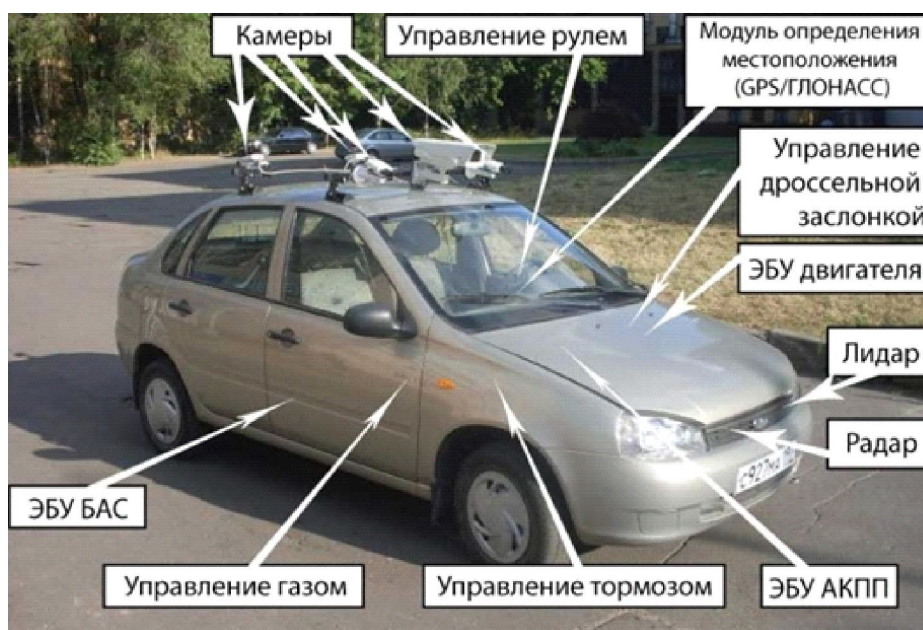 Камеры
Управление рулем
Модуль определения
местоположения
(GPS/ГЛОНАСС)
Управление
дроссельной
заслонкой
ЭБУ двигателя
Лидар
Радар
С927НА
ЭБУ БАС
Управление газом
Управление тормозом
ЭБУ АКПП